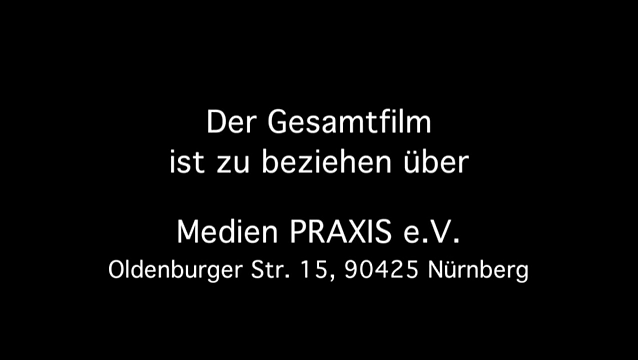 Der Gesamtfilm
ist zu beziehen über
Medien PRAXIS e.V.
Oldenburger Str. 15, 90425 Nürnberg